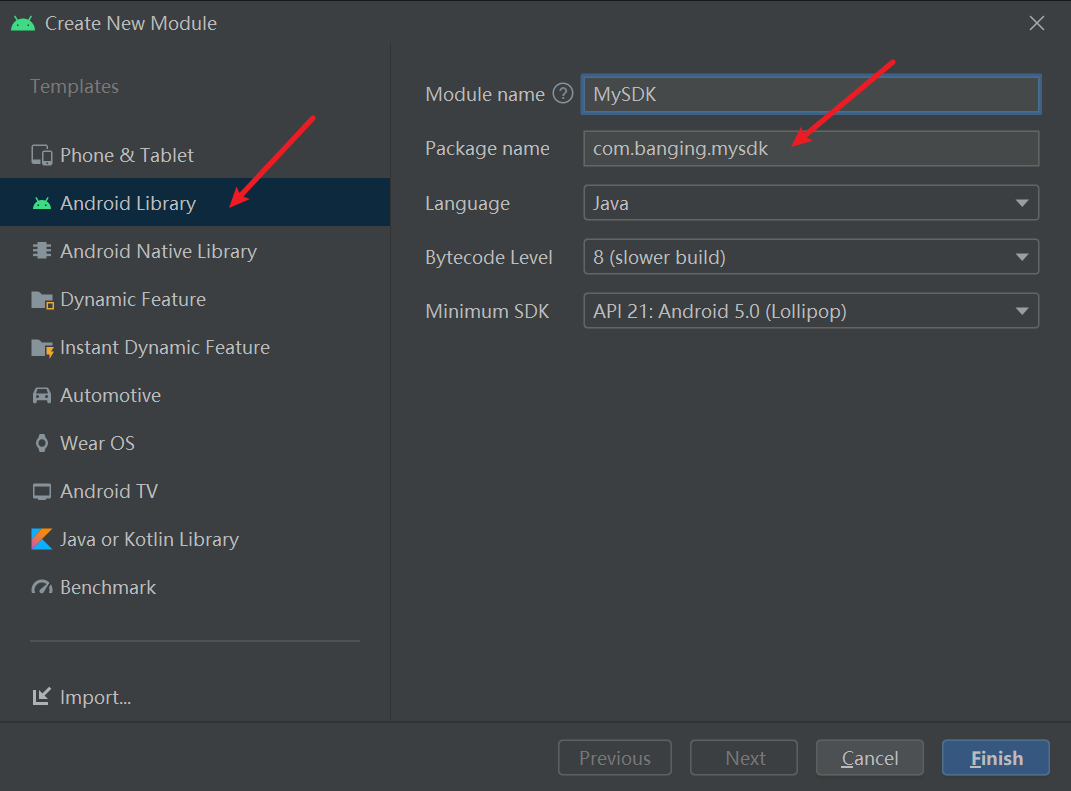 Create New Module
Templates
Phone & Tablet
Android Library
Android Native Library
Dynamic Feature
Instant Dynamic Feature
Automotive
Wear OS
Android TV
Java or Kotlin Library
Benchmark
Import...
Module name ? MySDK
Package name com.banging.mysdk
Language Java
Bytecode Level 8 (slower build)
Minimum SDK API 21: Android 5.0 (Lollipop)
Previous Next Cancel Finish